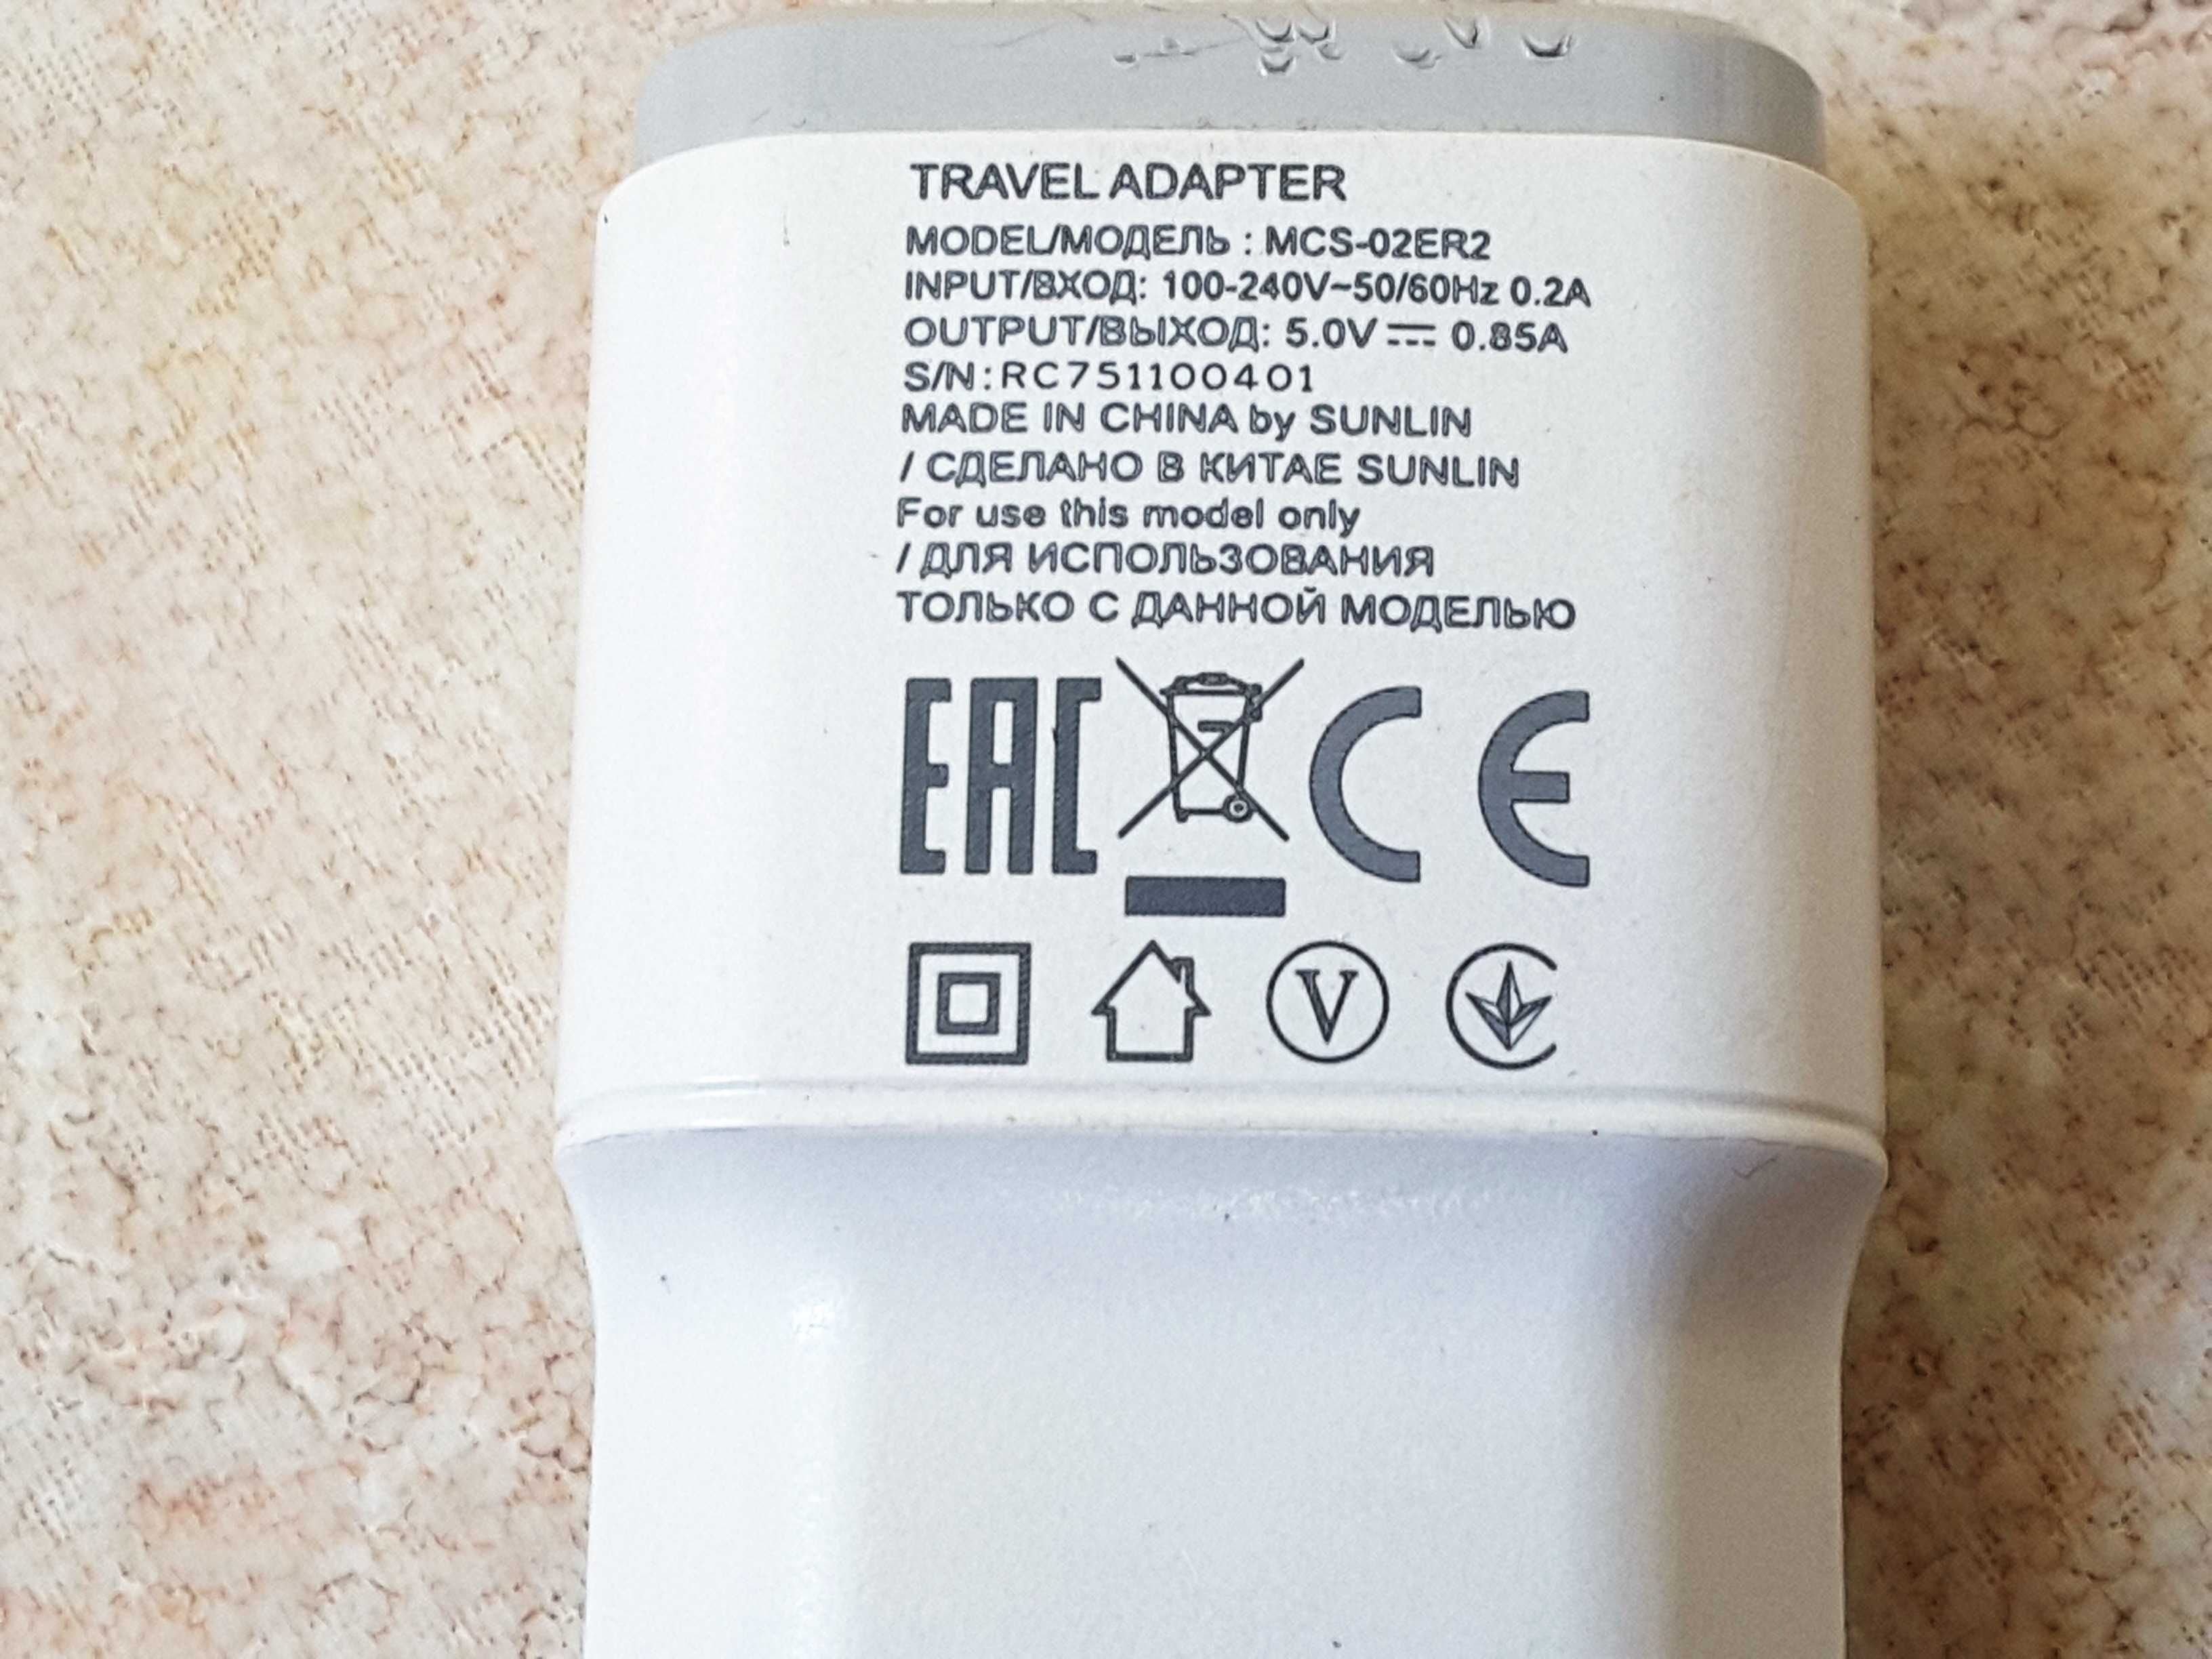 TRAVEL ADAPTER
MODEL/МОДЕЛЬ : MCS-02ER2
INPUT/ВХОД: 100-240V~50/60Hz 0.2A
OUTPUT/ВЫХОД: 5.0V ⎓ 0.85A
S/N:RC751100401
MADE IN CHINA by SUNLIN
/ СДЕЛАНО В КИТАЕ SUNLIN
For use this model only
/ ДЛЯ ИСПОЛЬЗОВАНИЯ
ТОЛЬКО С ДАННОЙ МОДЕЛЬЮ
EAC CE
V